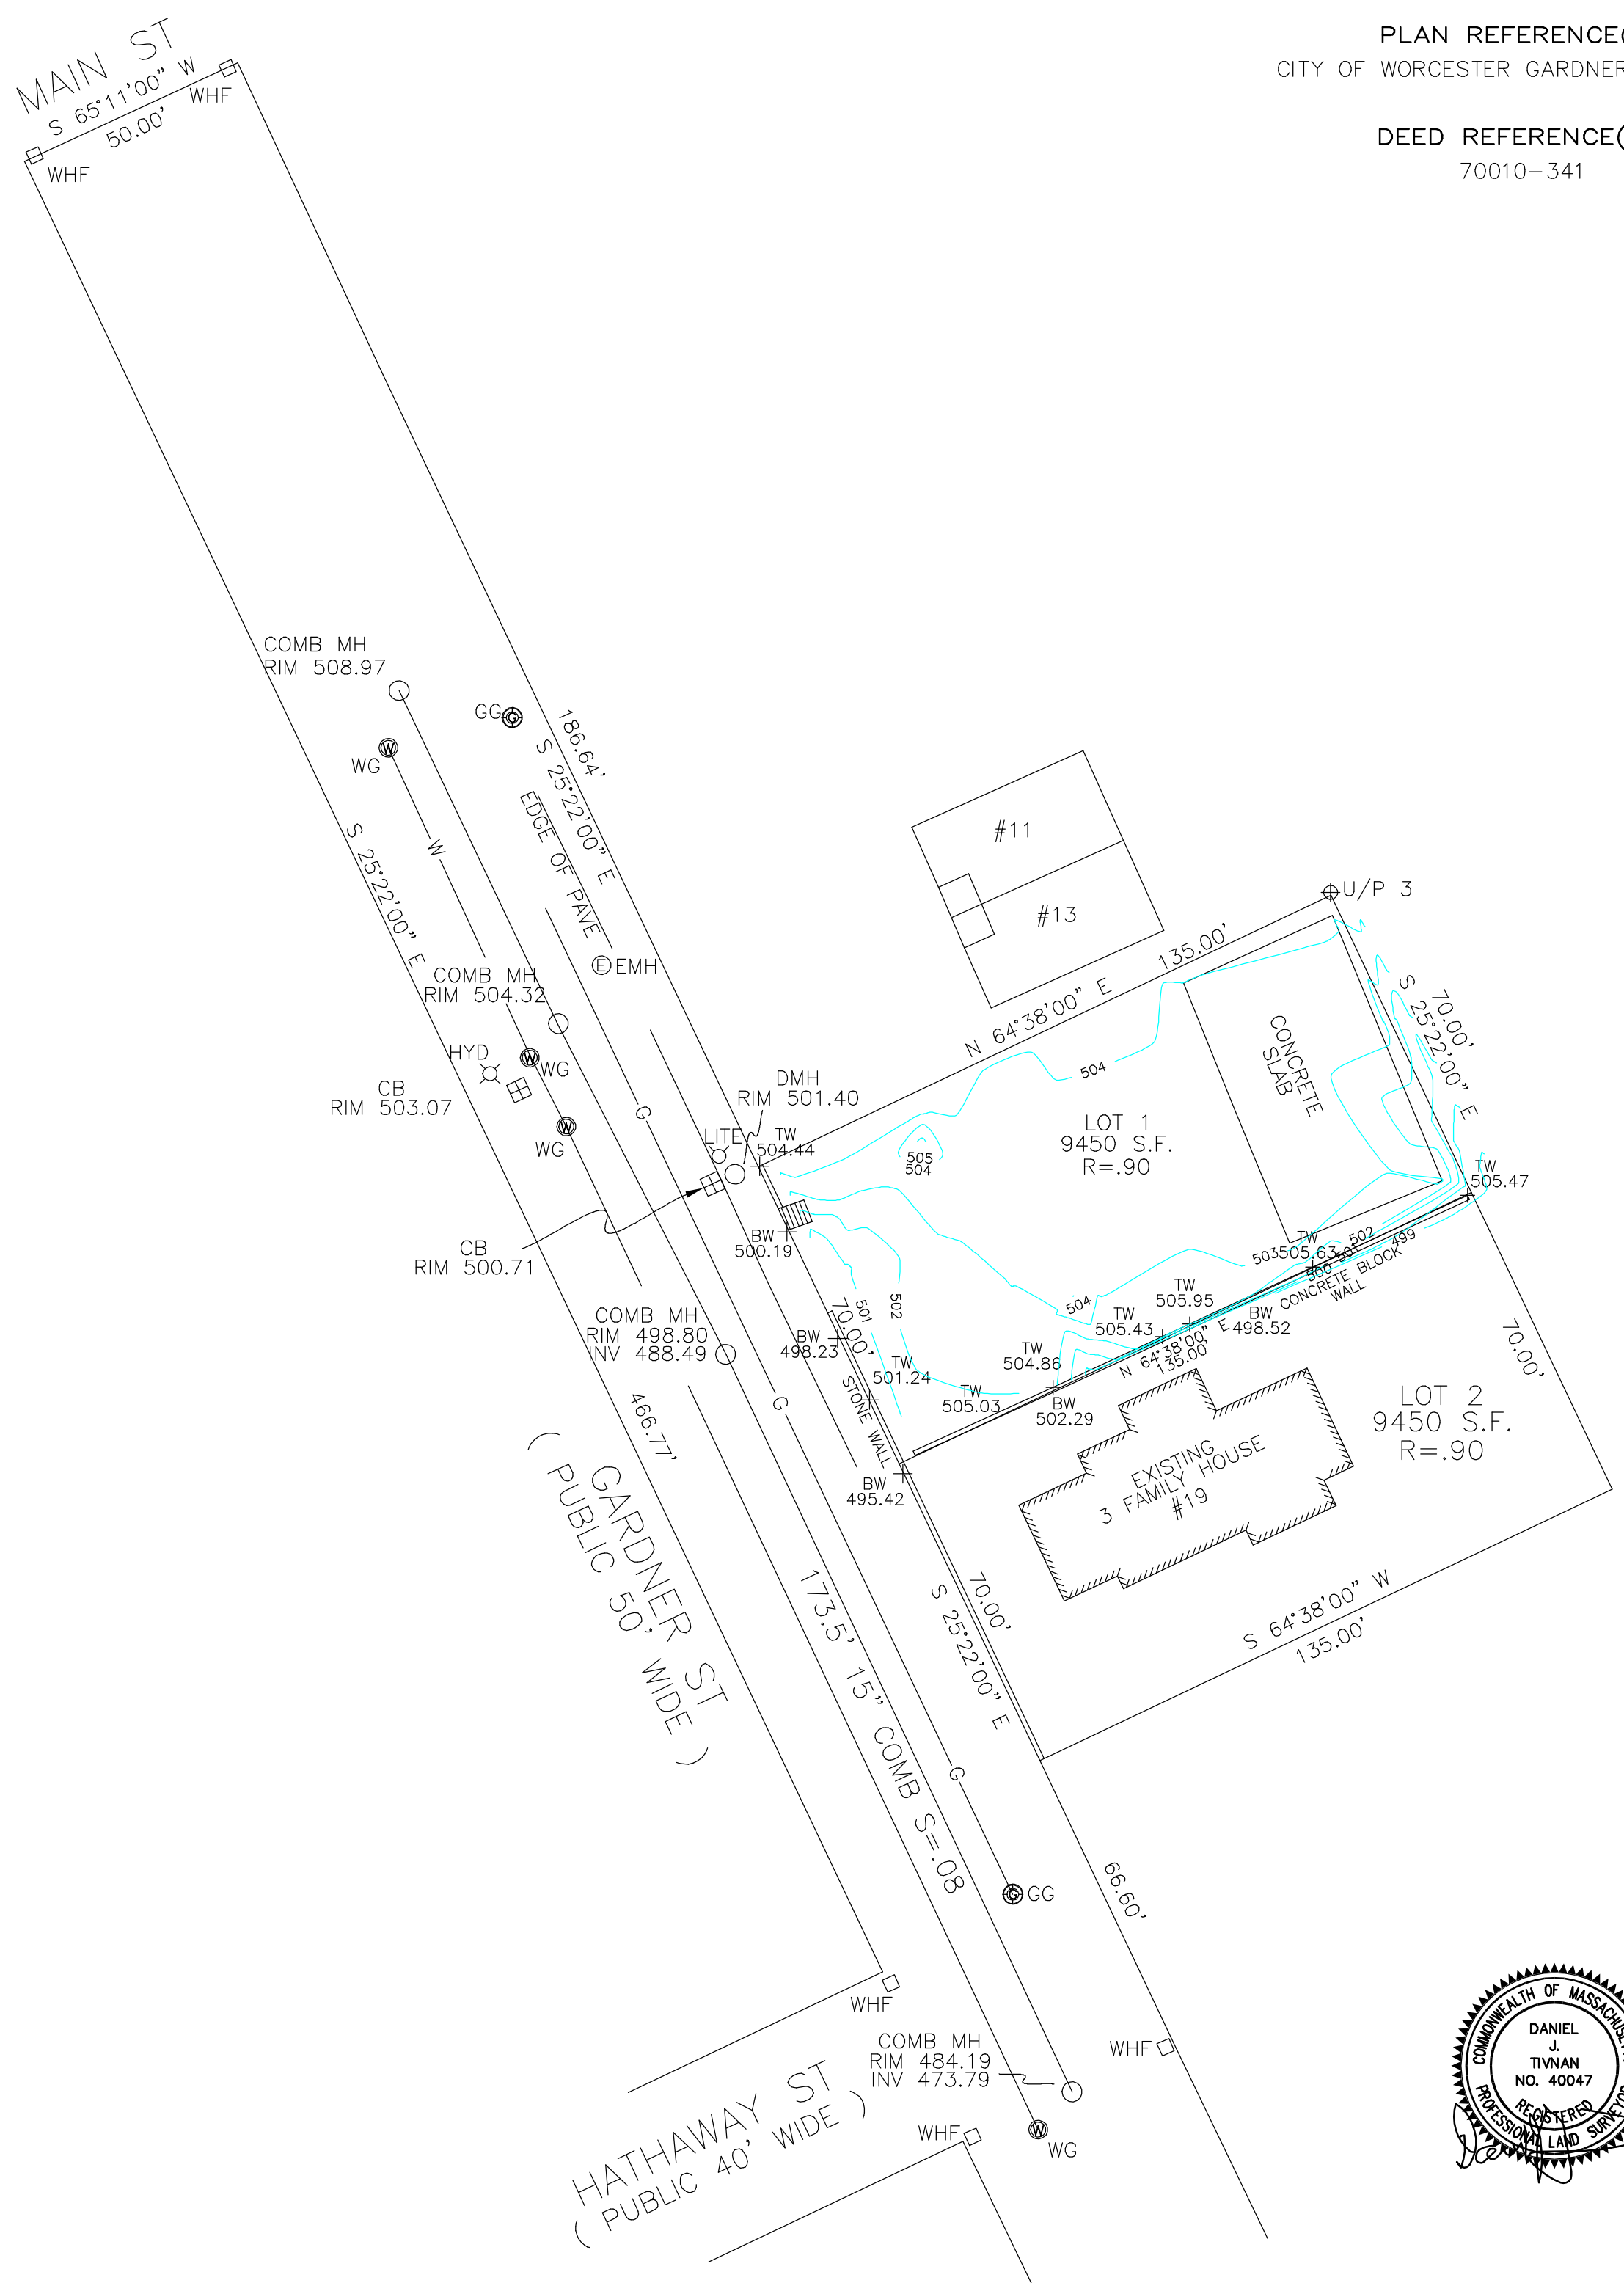 PLAN REFERENCE
CITY OF WORCESTER GARDNER
DEED REFERENCE(
70010-341
MAIN ST
S 65°11'00" W
50.00'
WHF
WHF
COMB MH
RIM 508.97
GG
WG
W
186.64'
S 25°22'00" E
EDGE OF PAVE
S 25°22'00" E
EMH
E
COMB MH
RIM 504.32
HYD
WG
CB
RIM 503.07
WG
G
#11
#13
U/P 3
135.00'
N 64°38'00" E
70.00'
S 25°22'00" E
CONCRETE
SLAB
504
DMH
RIM 501.40
LITE
TW
504.44
505
504
LOT 1
9450 S.F.
R=.90
TW
505.47
BW
500.19
CB
RIM 500.71
503
TW
505.63
502
501
500
499
CONCRETE BLOCK
WALL
COMB MH
RIM 498.80
INV 488.49
70.00'
BW
498.23
501
502
504
TW
505.43
TW
505.95
BW
498.52
N 64°38'00" E
135.00'
TW
501.24
TW
505.03
TW
504.86
BW
502.29
STONE WALL
G
BW
495.42
466.77'
GARDNER ST
( PUBLIC 50' WIDE )
70.00'
LOT 2
9450 S.F.
R=.90
EXISTING
3 FAMILY HOUSE
#19
S 64°38'00" W
135.00'
70.00'
S 25°22'00" E
173.5' 15" COMB S=.08
G
GG
66.60'
WHF
WHF
COMB MH
RIM 484.19
INV 473.79
HATHAWAY ST
( PUBLIC 40' WIDE )
WHF
WG
COMMONWEALTH OF MASSACHUSE
DANIEL
J.
TIVNAN
NO. 40047
REGISTERED
PROFESSIONAL LAND SURVEYOR